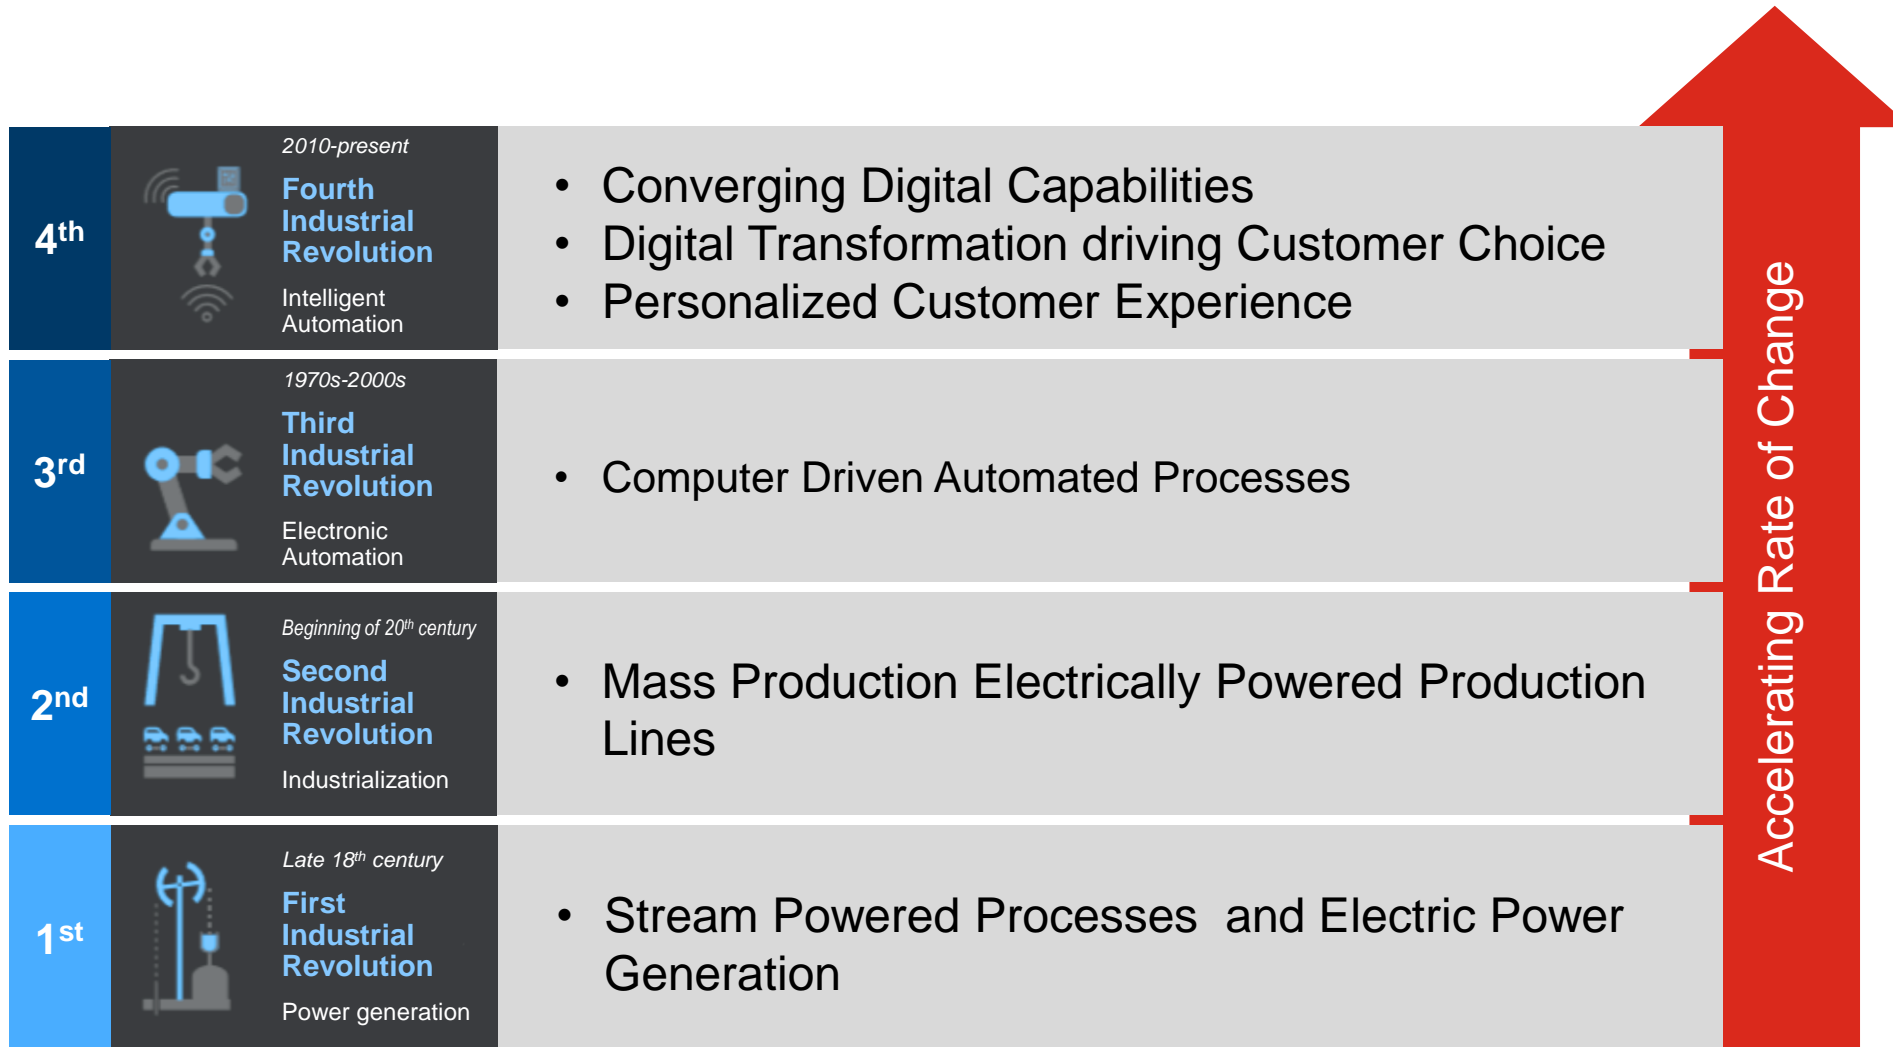 4th
2010-present
Fourth
Industrial
Revolution
Intelligent
Automation
• Converging Digital Capabilities
• Digital Transformation driving Customer Choice
• Personalized Customer Experience
3rd
1970s-2000s
Third
Industrial
Revolution
Electronic
Automation
• Computer Driven Automated Processes
2nd
Beginning of 20th century
Second
Industrial
Revolution
Industrialization
• Mass Production Electrically Powered Production
Lines
1st
Late 18th century
First
Industrial
Revolution
Power generation
• Stream Powered Processes  and Electric Power
Generation
Accelerating Rate of Change